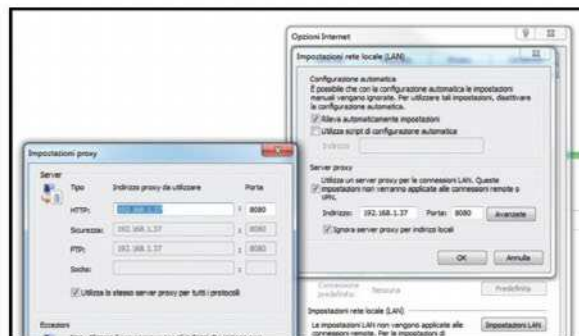 Opzioni Internet
Impostazioni rete locale (LAN)
Configurazione automatica
È possibile che con la configurazione automatica le impostazioni
manuali vengano ignorate. Per utilizzare tali impostazioni, disattivare
la configurazione automatica.
Rileva automaticamente impostazioni
Utilizza script di configurazione automatica
Indirizzo
Server proxy
Utilizza un server proxy per le connessioni LAN. Queste
impostazioni non verranno applicate alle connessioni remote o
VPN.
Indirizzo: 192.168.1.37 Porta: 8080 Avanzate
Ignora server proxy per indirizzi locali
OK Annulla
Connessione
predefinita: Nessuna Predefinita
Impostazioni rete locale (LAN)
Le impostazioni LAN non vengono applicate alle
connessioni remote. Per le impostazioni di
Impostazioni LAN
Impostazioni proxy
Server
Tipo Indirizzo proxy da utilizzare Porta
HTTP: 192.168.1.37 : 8080
Sicurezza: 192.168.1.37 : 8080
FTP: 192.168.1.37 : 8080
Socks: :
Utilizza lo stesso server proxy per tutti i protocolli
Eccezioni